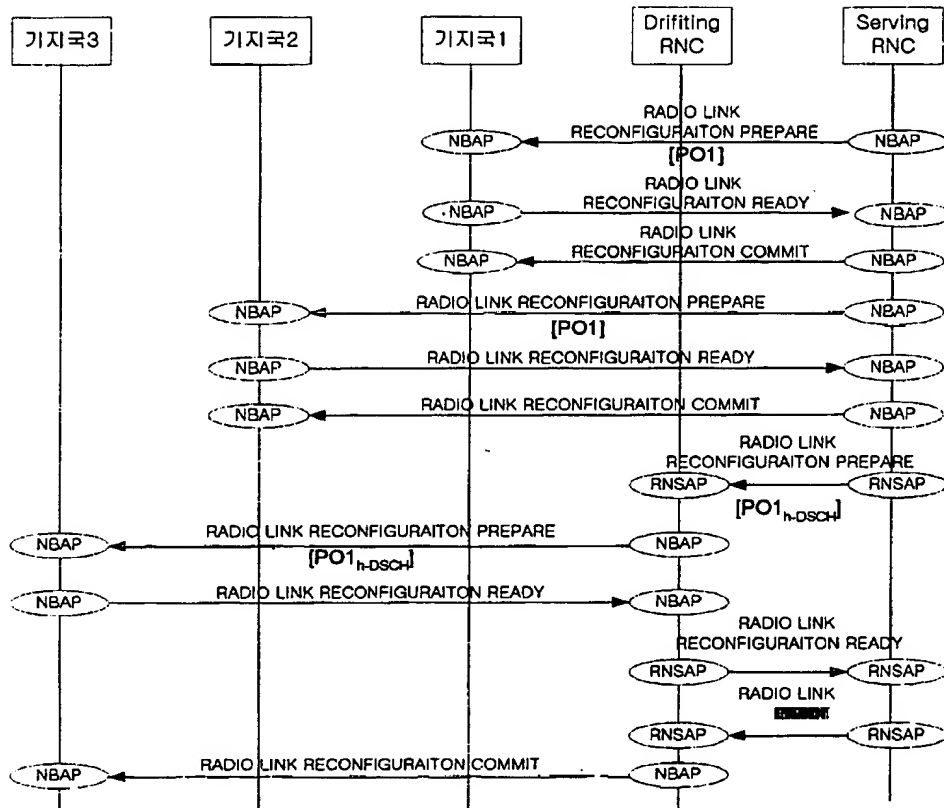 기지국3
기지국2
기지국1
Drifiting
RNC
Serving
RNC
RADIO LINK
RECONFIGURAITON PREPARE
NBAP
NBAP
[PO1]
RADIO LINK
RECONFIGURAITON READY
NBAP
NBAP
RADIO LINK
RECONFIGURAITON COMMIT
NBAP
NBAP
RADIO LINK RECONFIGURAITON PREPARE
NBAP
NBAP
[PO1]
RADIO LINK RECONFIGURAITON READY
NBAP
NBAP
RADIO LINK RECONFIGURAITON COMMIT
NBAP
NBAP
RADIO LINK
RECONFIGURAITON PREPARE
RNSAP
RNSAP
[PO1h-DSCH]
RADIO LINK RECONFIGURAITON PREPARE
NBAP
NBAP
[PO1h-DSCH]
RADIO LINK RECONFIGURAITON READY
NBAP
NBAP
RADIO LINK
RECONFIGURAITON READY
RNSAP
RNSAP
RADIO LINK
RNSAP
RNSAP
RADIO LINK RECONFIGURAITON COMMIT
NBAP
NBAP